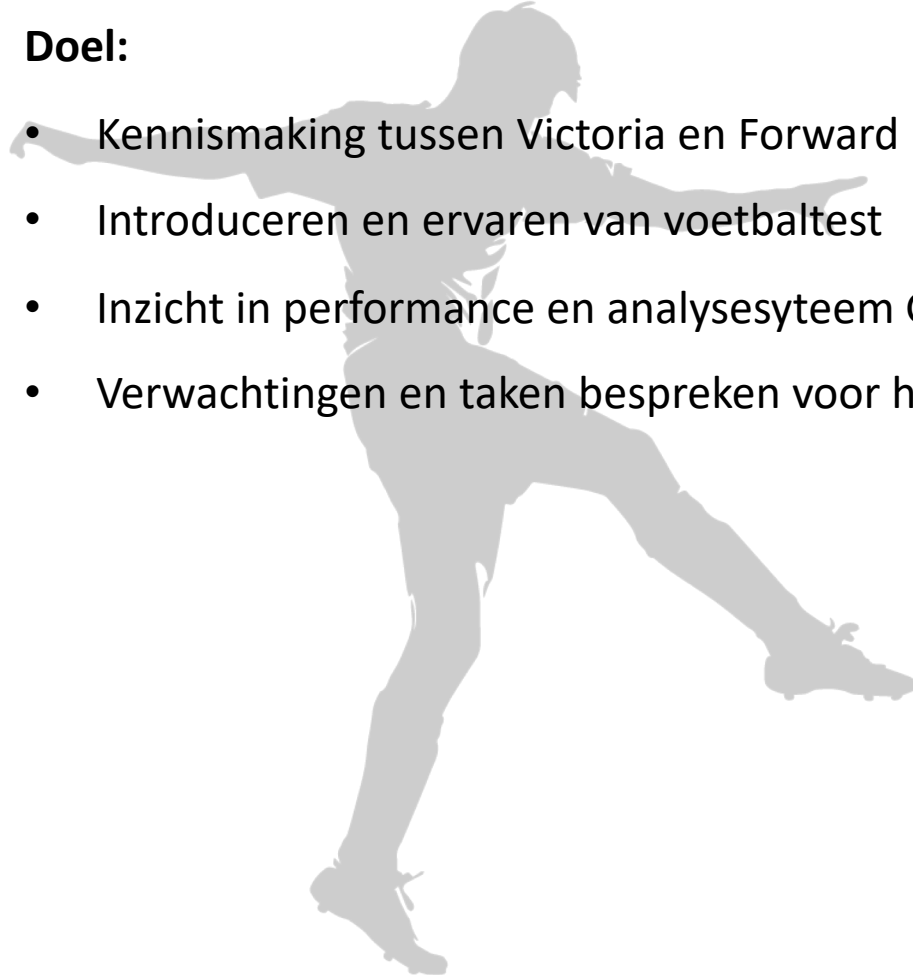 Doel:
• Kennismaking tussen Victoria en Forward
• Introduceren en ervaren van voetbaltest
• Inzicht in performance en analysesyteem
• Verwachtingen en taken bespreken voor